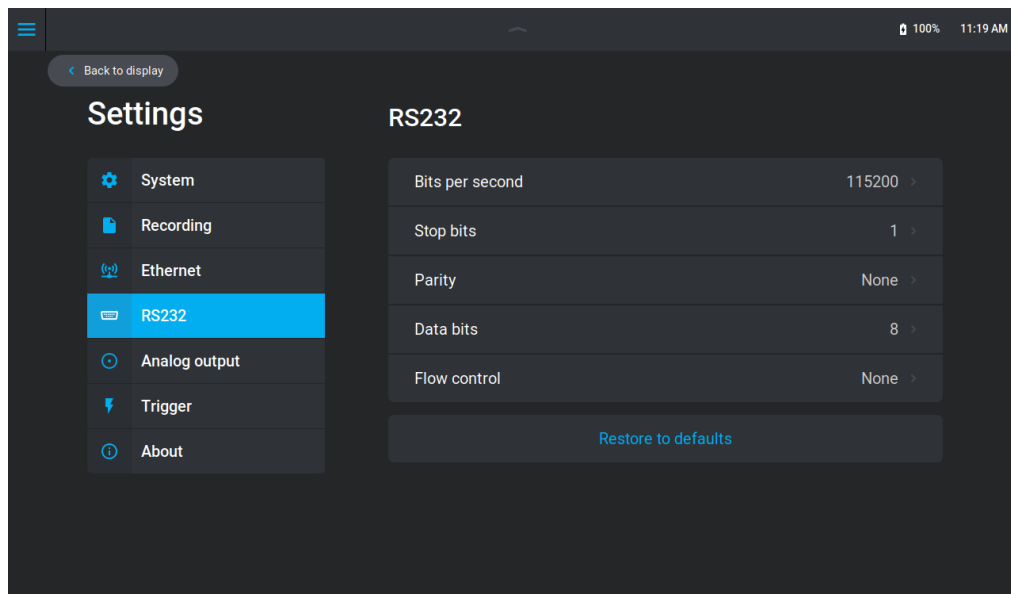 100% 11:19 AM
Back to display
Settings
System
Recording
Ethernet
RS232
Analog output
Trigger
About
RS232
Bits per second 115200
Stop bits 1
Parity None
Data bits 8
Flow control None
Restore to defaults